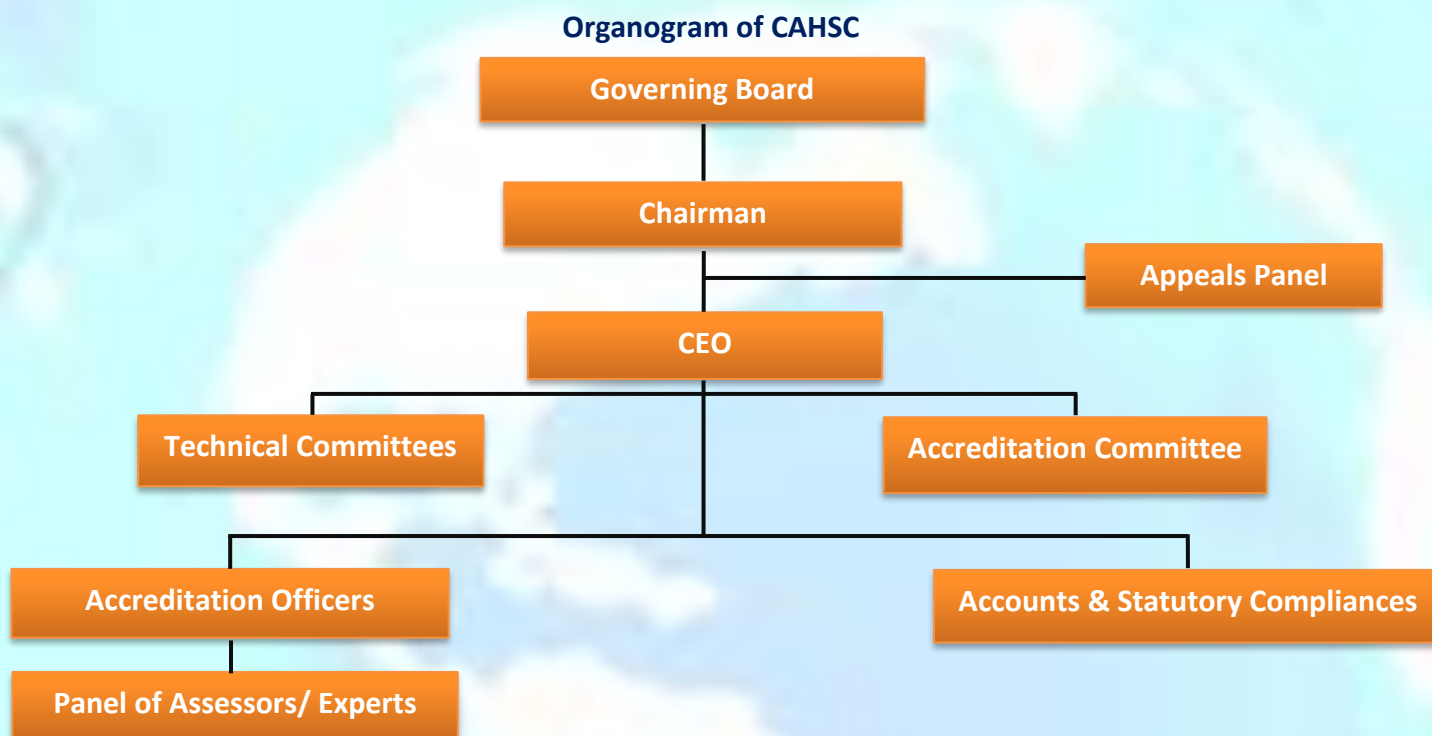 Organogram of CAHSC
Governing Board
Chairman
Appeals Panel
CEO
Technical Committees
Accreditation Committee
Accreditation Officers
Accounts & Statutory Compliances
Panel of Assessors/ Experts